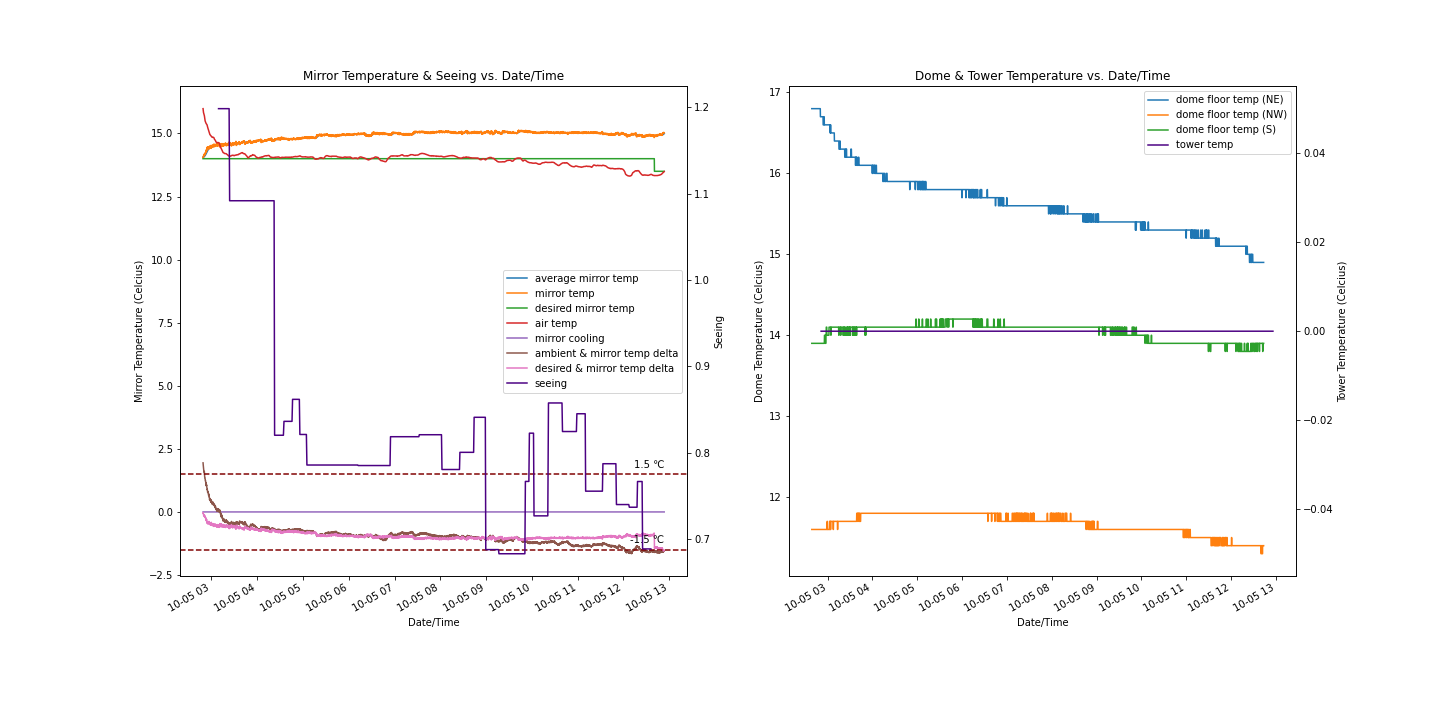 Mirror Temperature & Seeing vs. Date/Time
Mirror Temperature (Celcius)
15.0
12.5
10.0
7.5
5.0
2.5
0.0
−2.5
1.2
1.1
1.0
0.9
0.8
0.7
Seeing
average mirror temp
mirror temp
desired mirror temp
air temp
mirror cooling
ambient & mirror temp delta
desired & mirror temp delta
seeing
1.5 ℃
-1.5 ℃
10-05 03
10-05 04
10-05 05
10-05 06
10-05 07
10-05 08
10-05 09
10-05 10
10-05 11
10-05 12
10-05 13
Date/Time
Dome & Tower Temperature vs. Date/Time
Dome Temperature (Celcius)
17
16
15
14
13
12
dome floor temp (NE)
dome floor temp (NW)
dome floor temp (S)
tower temp
0.04
0.02
0.00
−0.02
−0.04
Tower Temperature (Celcius)
10-05 03
10-05 04
10-05 05
10-05 06
10-05 07
10-05 08
10-05 09
10-05 10
10-05 11
10-05 12
10-05 13
Date/Time